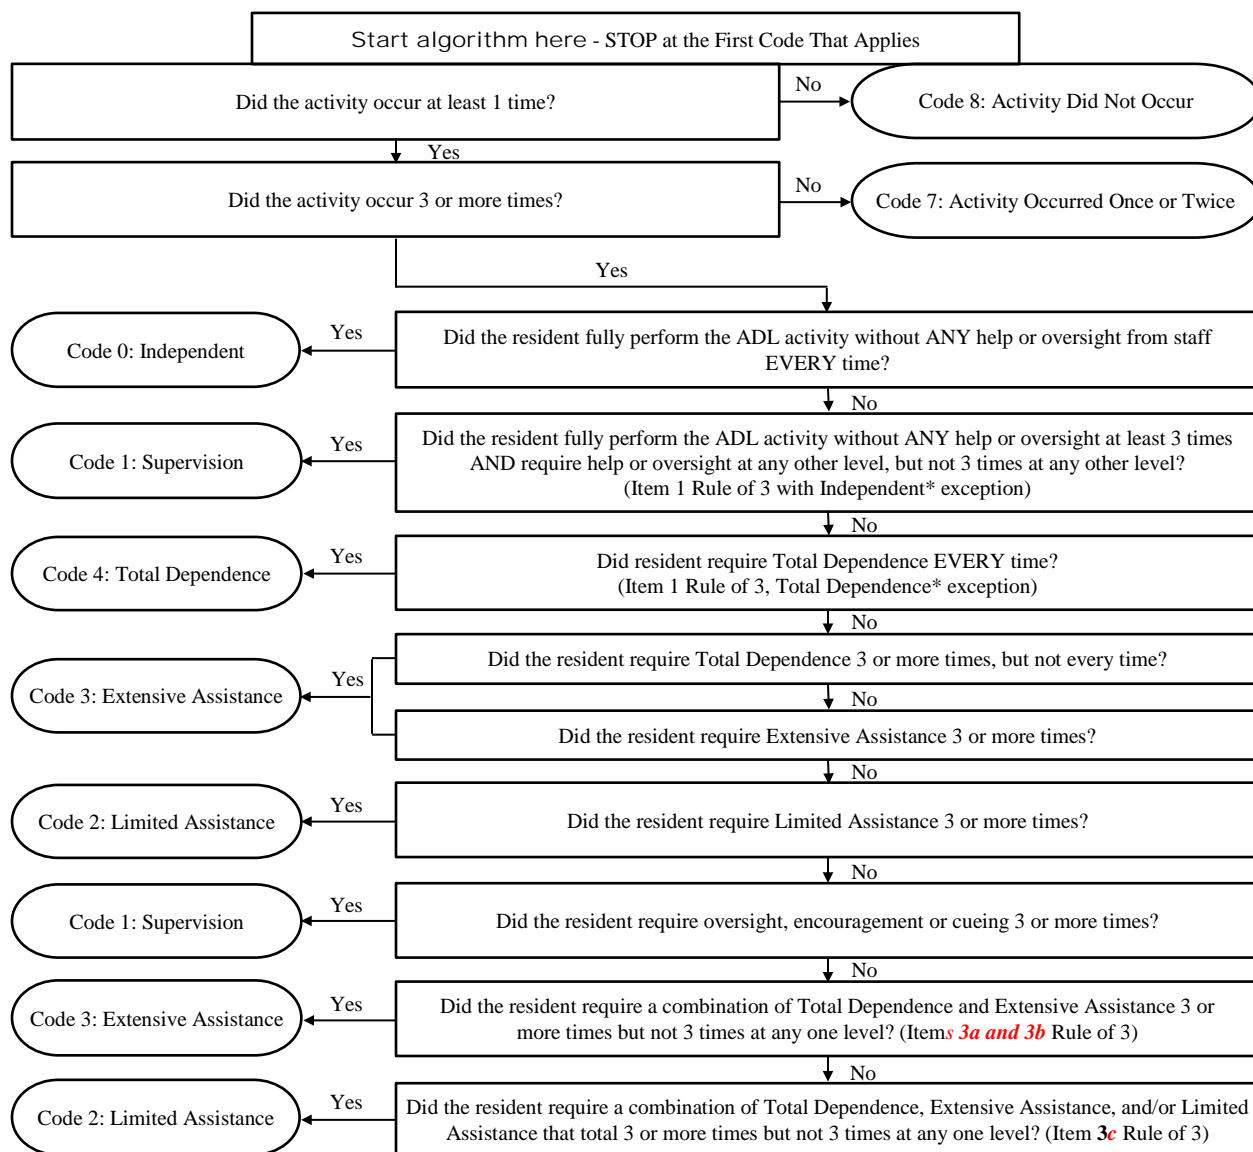 Start algorithm here - STOP at the First Code That Applies
Did the activity occur at least 1 time?
No
Code 8: Activity Did Not Occur
Yes
Did the activity occur 3 or more times?
No
Code 7: Activity Occurred Once or Twice
Yes
Code 0: Independent
Yes
Did the resident fully perform the ADL activity without ANY help or oversight from staff
EVERY time?
No
Code 1: Supervision
Yes
Did the resident fully perform the ADL activity without ANY help or oversight at least 3 times
AND require help or oversight at any other level, but not 3 times at any other level?
(Item 1 Rule of 3 with Independent* exception)
No
Code 4: Total Dependence
Yes
Did resident require Total Dependence EVERY time?
(Item 1 Rule of 3, Total Dependence* exception)
No
Did the resident require Total Dependence 3 or more times, but not every time?
Code 3: Extensive Assistance
Yes
No
Did the resident require Extensive Assistance 3 or more times?
No
Code 2: Limited Assistance
Yes
Did the resident require Limited Assistance 3 or more times?
No
Code 1: Supervision
Yes
Did the resident require oversight, encouragement or cueing 3 or more times?
No
Code 3: Extensive Assistance
Yes
Did the resident require a combination of Total Dependence and Extensive Assistance 3 or
more times but not 3 times at any one level? (Items 3a and 3b Rule of 3)
No
Code 2: Limited Assistance
Yes
Did the resident require a combination of Total Dependence, Extensive Assistance, and/or Limited
Assistance that total 3 or more times but not 3 times at any one level? (Item 3c Rule of 3)